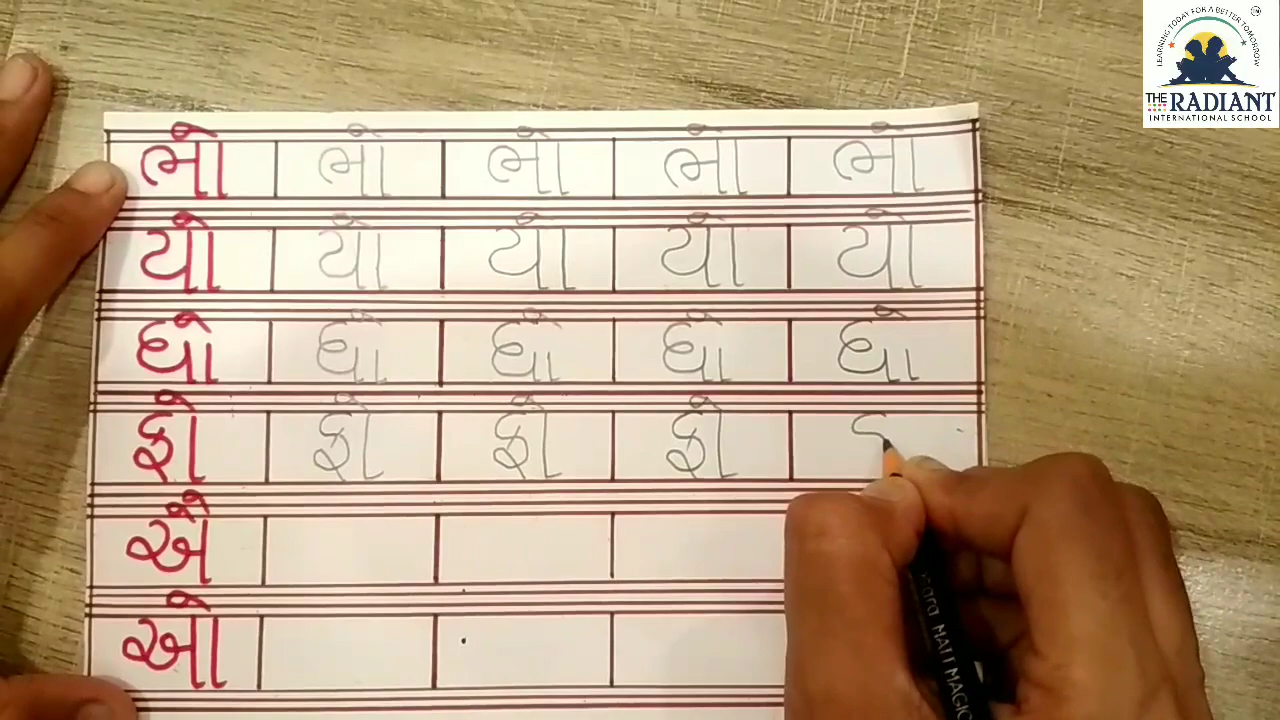 LEARNING TODAY FOR A BETTER TOMORROW
THE RADIANT
INTERNATIONAL SCHOOL
ભૌ ભૌ ભૌ ભૌ ભૌ
યૌ યૌ યૌ યૌ યૌ
ઘૌ ઘૌ ઘૌ ઘૌ ઘૌ
ફૌ ફૌ ફૌ ફૌ
ઐ
ઔ